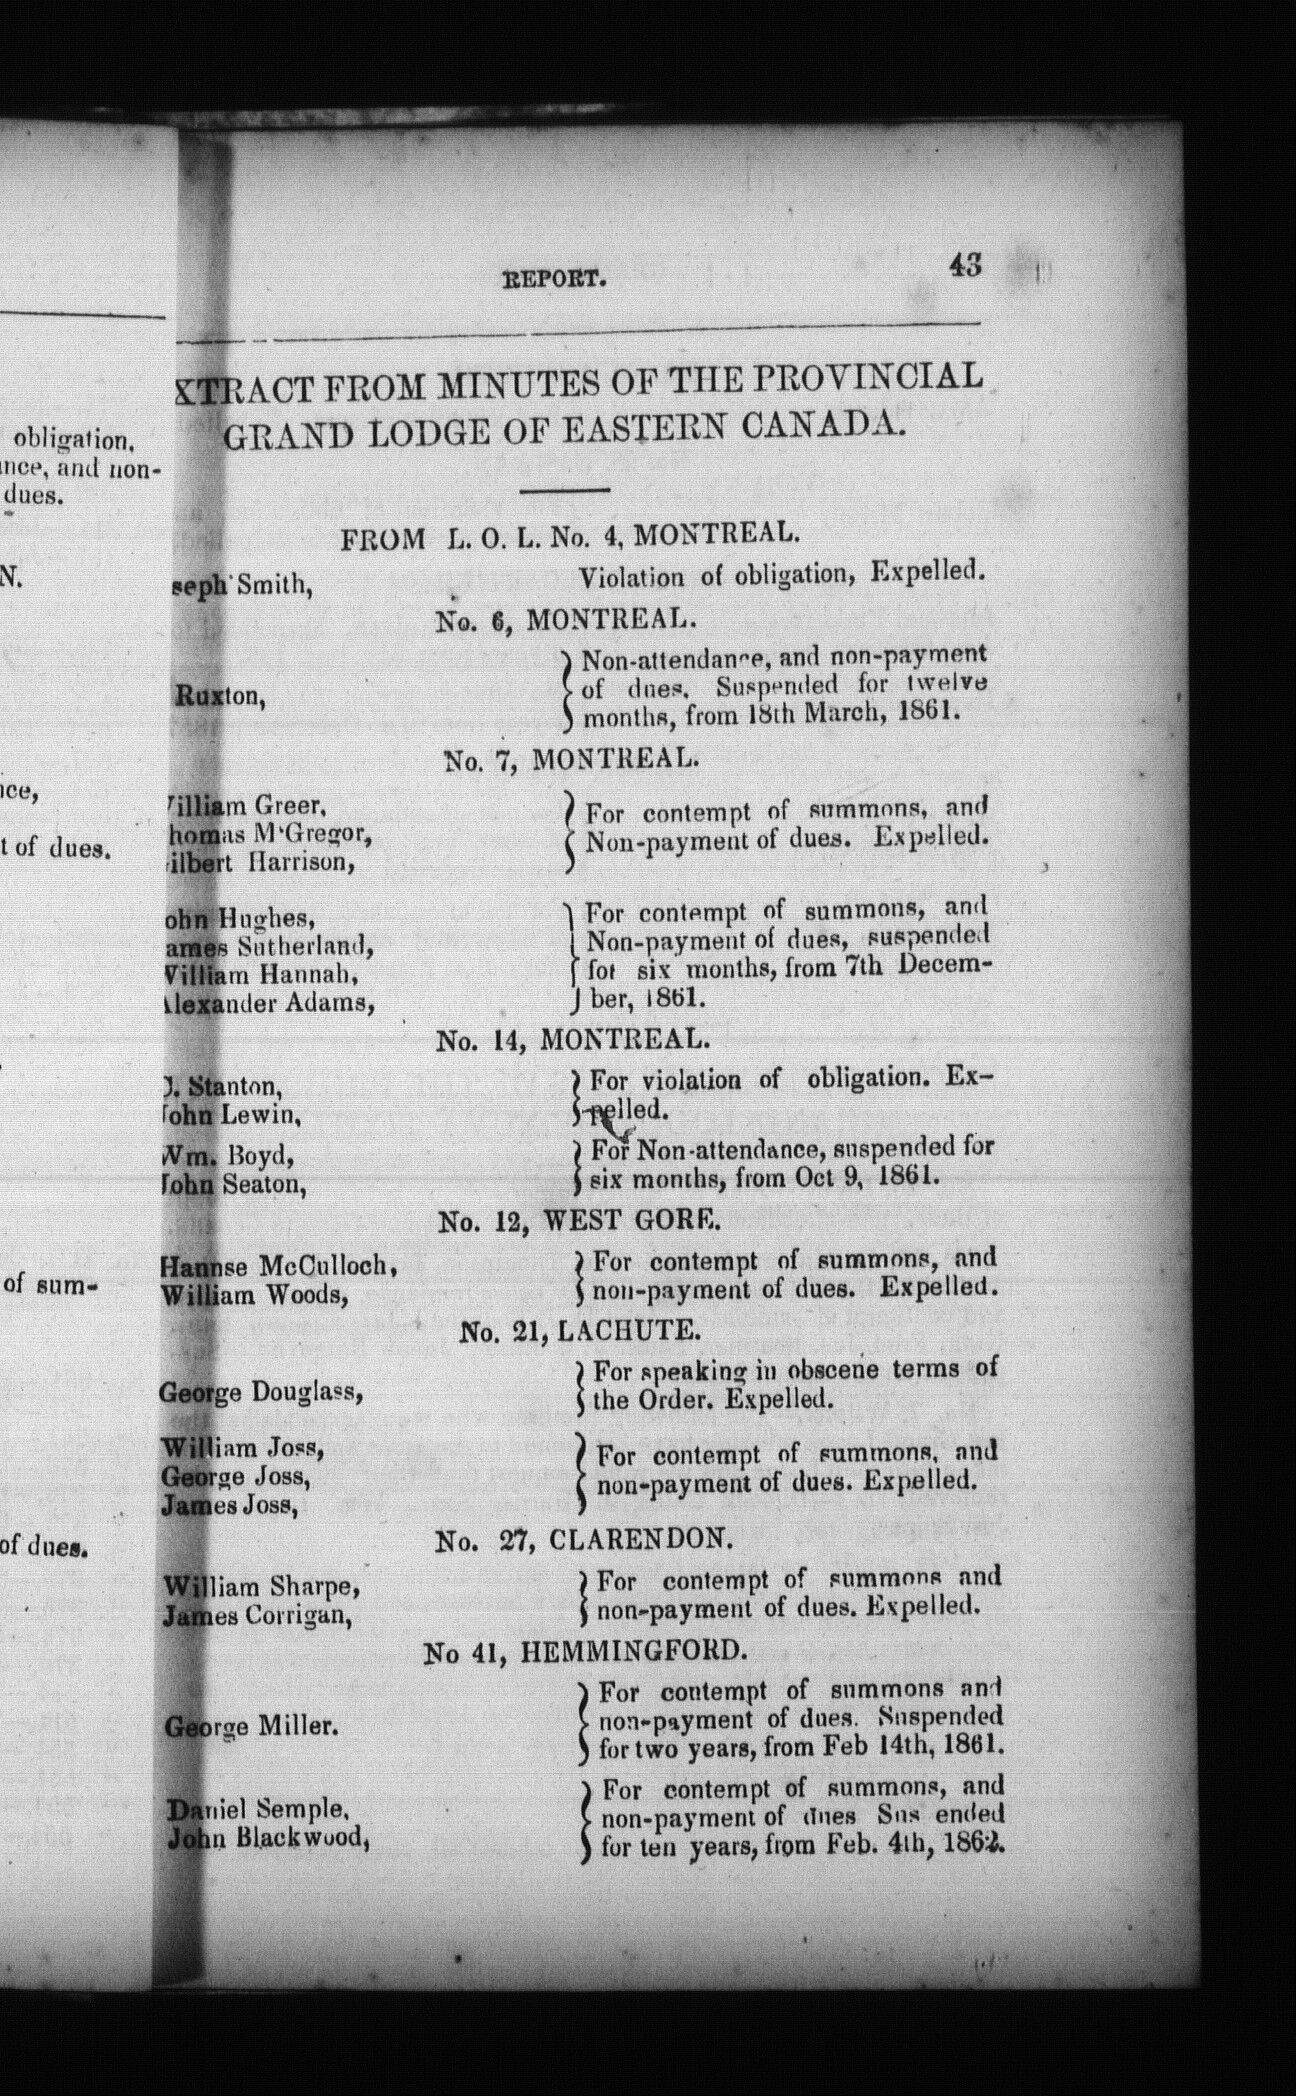 obligation,
nce, and non-
dues.
N.
ce,
t of dues.
of sum-
of dues.
REPORT. 43
XTRACT FROM MINUTES OF THE PROVINCIAL
GRAND LODGE OF EASTERN CANADA.
FROM L. O. L. No. 4, MONTREAL.
seph Smith, Violation of obligation, Expelled.
No. 6, MONTREAL.
Ruxton,
Non-attendance, and non-payment
of dues. Suspended for twelve
months, from 18th March, 1861.
No. 7, MONTREAL.
illiam Greer,
homas M'Gregor,
ilbert Harrison,
For contempt of summons, and
Non-payment of dues. Expelled.
ohn Hughes,
ames Sutherland,
William Hannah,
Alexander Adams,
For contempt of summons, and
Non-payment of dues, suspended
for six months, from 7th Decem-
ber, 1861.
No. 14, MONTREAL.
. Stanton,
John Lewin,
For violation of obligation. Ex-
pelled.
Wm. Boyd,
John Seaton,
For Non-attendance, suspended for
six months, from Oct 9, 1861.
No. 12, WEST GORE.
Hannse McCulloch,
William Woods,
For contempt of summons, and
non-payment of dues. Expelled.
No. 21, LACHUTE.
George Douglass,
For speaking in obscene terms of
the Order. Expelled.
William Joss,
George Joss,
James Joss,
For contempt of summons, and
non-payment of dues. Expelled.
No. 27, CLARENDON.
William Sharpe,
James Corrigan,
For contempt of summons and
non-payment of dues. Expelled.
No 41, HEMMINGFORD.
George Miller.
For contempt of summons and
non-payment of dues. Suspended
for two years, from Feb 14th, 1861.
Daniel Semple,
John Blackwood,
For contempt of summons, and
non-payment of dues Sus ended
for ten years, from Feb. 4th, 1862.